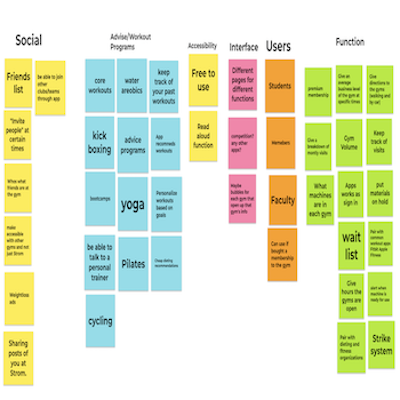 Social
Friends
list
be able to join
other
clubs/teams
through app
"Invite
people" at
certain
times
When what
friends are at
the gym
make
accessible
with other
gyms and not
just Strom
Weightloss
ads
Sharing
posts of
you at
Strom.
Advise/Workout
Programs
core
workouts
water
areobics
keep
track of
your past
workouts
kick
boxing
advice
programs
App
recommends
workouts
bootcamps
yoga
Personalise
workouts
based on
goals
be able to
talk to a
personal
trainer
Pilates
recommendations
cycling
Accessibility
Free to
use
Read
aloud
function
Interface
Different
pages for
different
functions
competition?
any other
apps?
Maybe
bubbles for
each gym that
open up that
gym's info
Users
Students
Members
Faculty
Can use if
bought a
membership
to the gym
Function
premium
membership
Give an
average
business level
of the gym at
specific times
Give
directions to
the gym
(walking and
by car)
Give a
breakdown of
montly visits
Gym
Volume
Keep
track of
visits
What
machines
are in
each gym
Apps
works as
sign in
put
materials
on hold
wait
list
Pair with
common
workout apps
Fitbit Apple
Fitness
Give
hours the
gyms are
open
alert when
machine is
ready for use
Pair with
dieting and
fitness
organizations
Strike
system